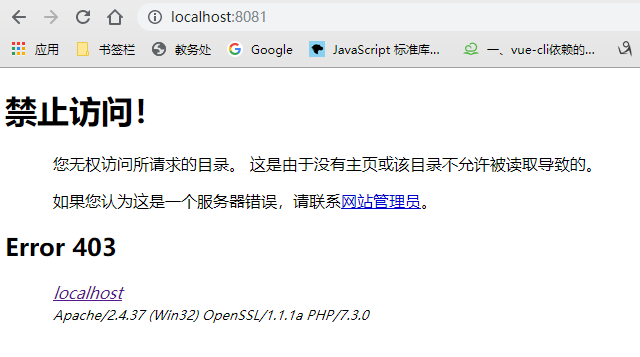 localhost:8081
应用 书签栏 教务处 Google JavaScript 标准库... 一、vue-cli依赖的...
禁止访问!
您无权访问所请求的目录。 这是由于没有主页或该目录不允许被读取导致的。
如果您认为这是一个服务器错误，请联系网站管理员。
Error 403
localhost
Apache/2.4.37 (Win32) OpenSSL/1.1.1a PHP/7.3.0